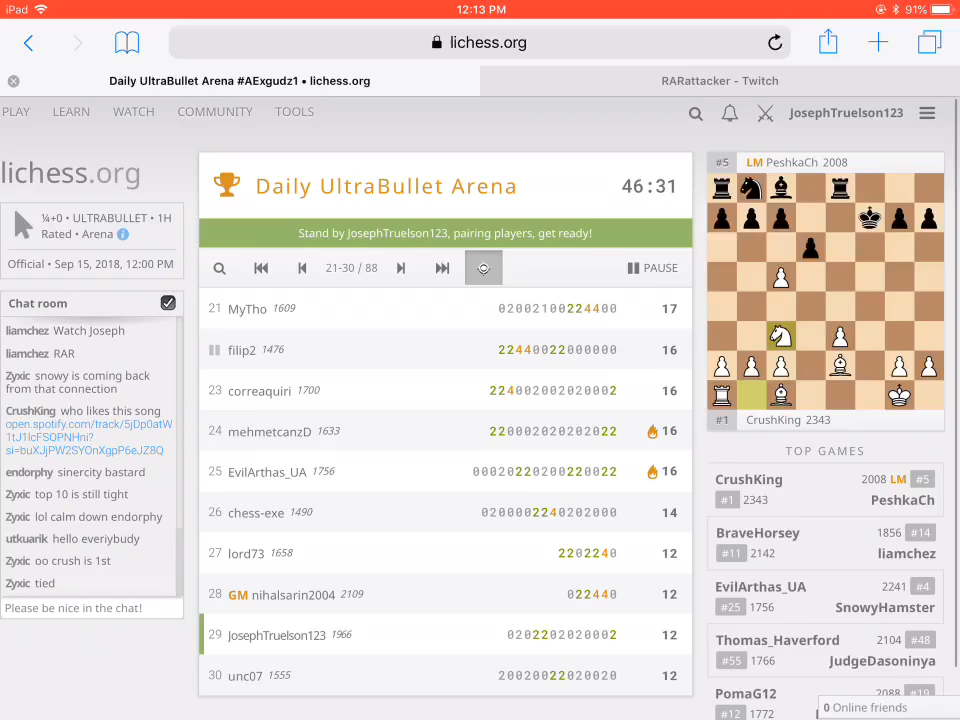 iPad 12:13 PM 91%
lichess.org
Daily UltraBullet Arena #AExgudz1 • lichess.org RARattacker - Twitch
PLAY LEARN WATCH COMMUNITY TOOLS JosephTruelson123
lichess.org
¼+0 • ULTRABULLET • 1H
Rated • Arena
Official • Sep 15, 2018, 12:00 PM
Chat room
liamchez Watch Joseph
liamchez RAR
Zyxic snowy is coming back
from that connection
CrushKing who likes this song
open.spotify.com/track/5jDp0atW
1tJ1lcFSOPNHni?
si=buXJjPW2SYOnXgpP6eJZ8Q
endorphy sinercity bastard
Zyxic top 10 is still tight
Zyxic lol calm down endorphy
utkuarik hello everiybudy
Zyxic oo crush is 1st
Zyxic tied
Please be nice in the chat!
Daily UltraBullet Arena 46:31
Stand by JosephTruelson123, pairing players, get ready!
21-30 / 88 PAUSE
21 MyTho 1609 02002100224400 17
filip2 1476 22440022000000 16
23 correaquiri 1700 2240020020200002 16
24 mehmetcanzD 1633 220002020202022 16
25 EvilArthas_UA 1756 00020220200220022 16
26 chess-exe 1490 0200002240202000 14
27 lord73 1658 2202240 12
28 GM nihalsarin2004 2109 022440 12
29 JosephTruelson123 1966 0202202020002 12
30 unc07 1555 20020022020020 12
#5 LM PeshkaCh 2008
#1 CrushKing 2343
TOP GAMES
CrushKing 2008 LM #5
#1 2343 PeshkaCh
BraveHorsey 1856 #14
#11 2142 liamchez
EvilArthas_UA 2241 #4
#25 1756 SnowyHamster
Thomas_Haverford 2104 #48
#55 1766 JudgeDasoninya
PomaG12 2088 #19
#12 1772
0 Online friends